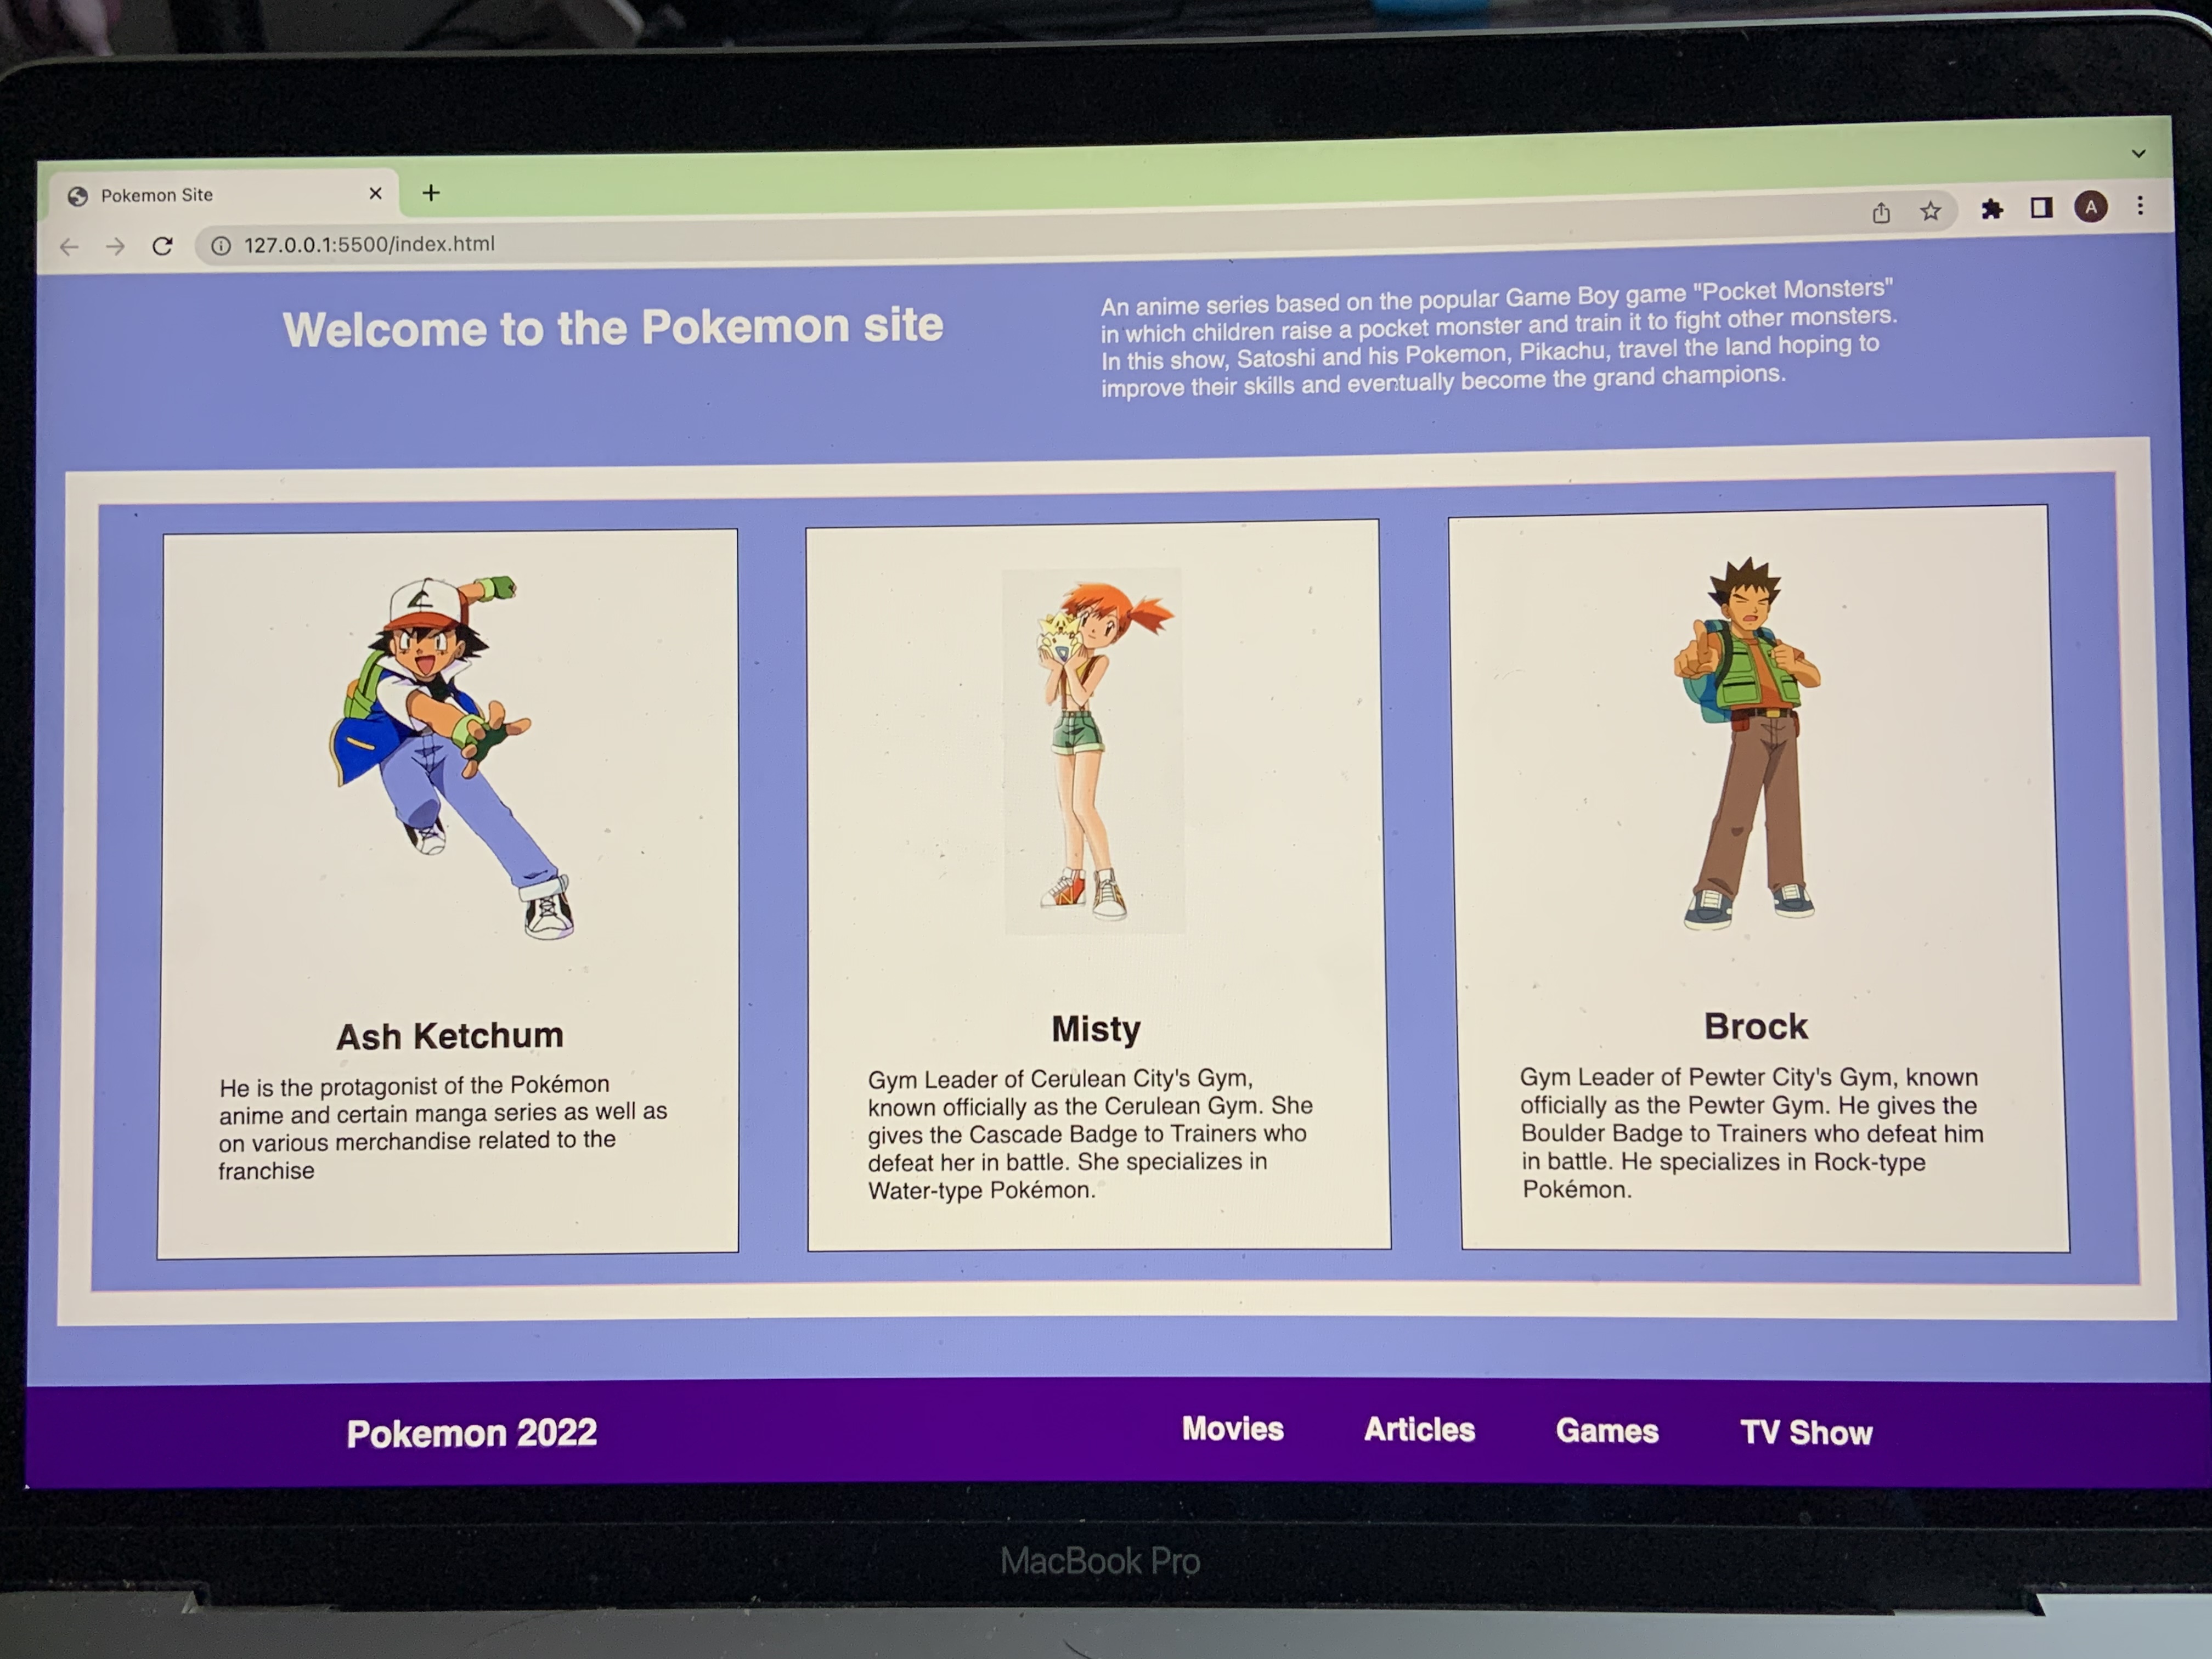 Pokemon Site
127.0.0.1:5500/index.html
A
Welcome to the Pokemon site
An anime series based on the popular Game Boy game "Pocket Monsters"
in which children raise a pocket monster and train it to fight other monsters.
In this show, Satoshi and his Pokemon, Pikachu, travel the land hoping to
improve their skills and eventually become the grand champions.
Ash Ketchum
He is the protagonist of the Pokémon
anime and certain manga series as well as
on various merchandise related to the
franchise
Misty
Gym Leader of Cerulean City's Gym,
known officially as the Cerulean Gym. She
gives the Cascade Badge to Trainers who
defeat her in battle. She specializes in
Water-type Pokémon.
Brock
Gym Leader of Pewter City's Gym, known
officially as the Pewter Gym. He gives the
Boulder Badge to Trainers who defeat him
in battle. He specializes in Rock-type
Pokémon.
Pokemon 2022
Movies Articles Games TV Show
MacBook Pro